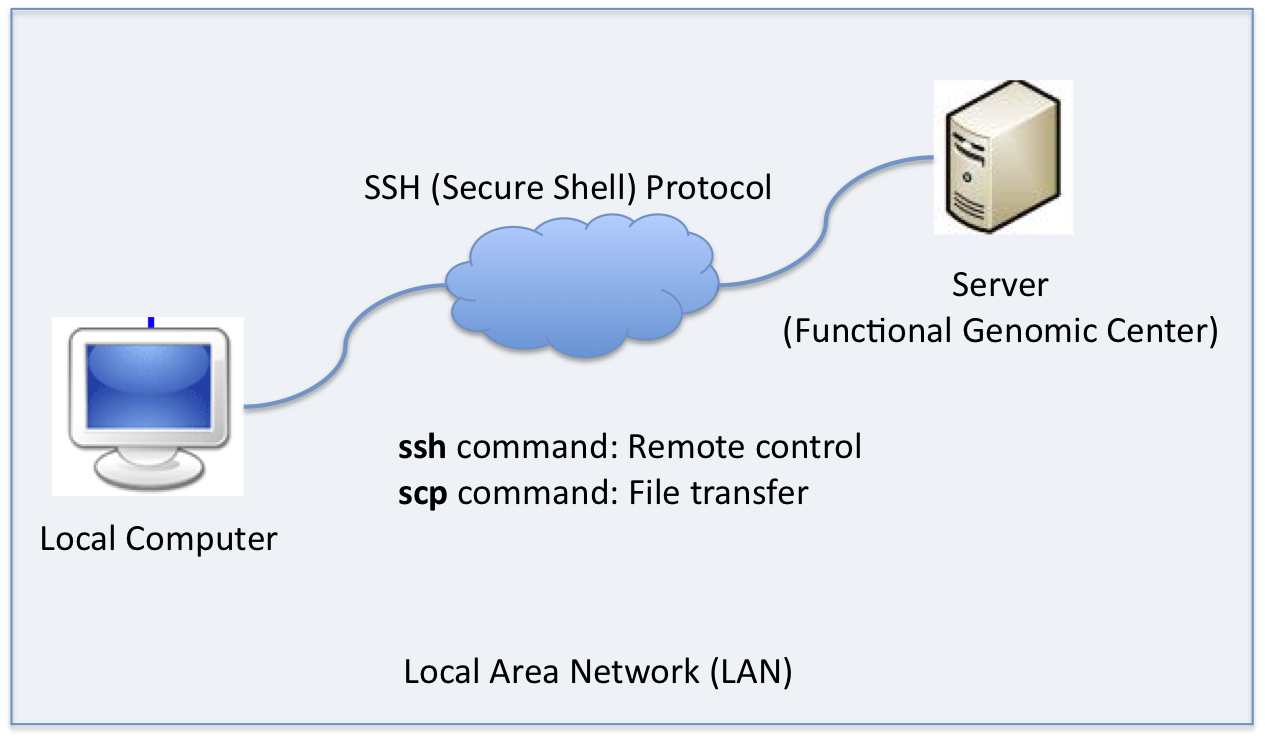 SSH (Secure Shell) Protocol
Server
(Functional Genomic Center)
ssh command: Remote control
scp command: File transfer
Local Computer
Local Area Network (LAN)